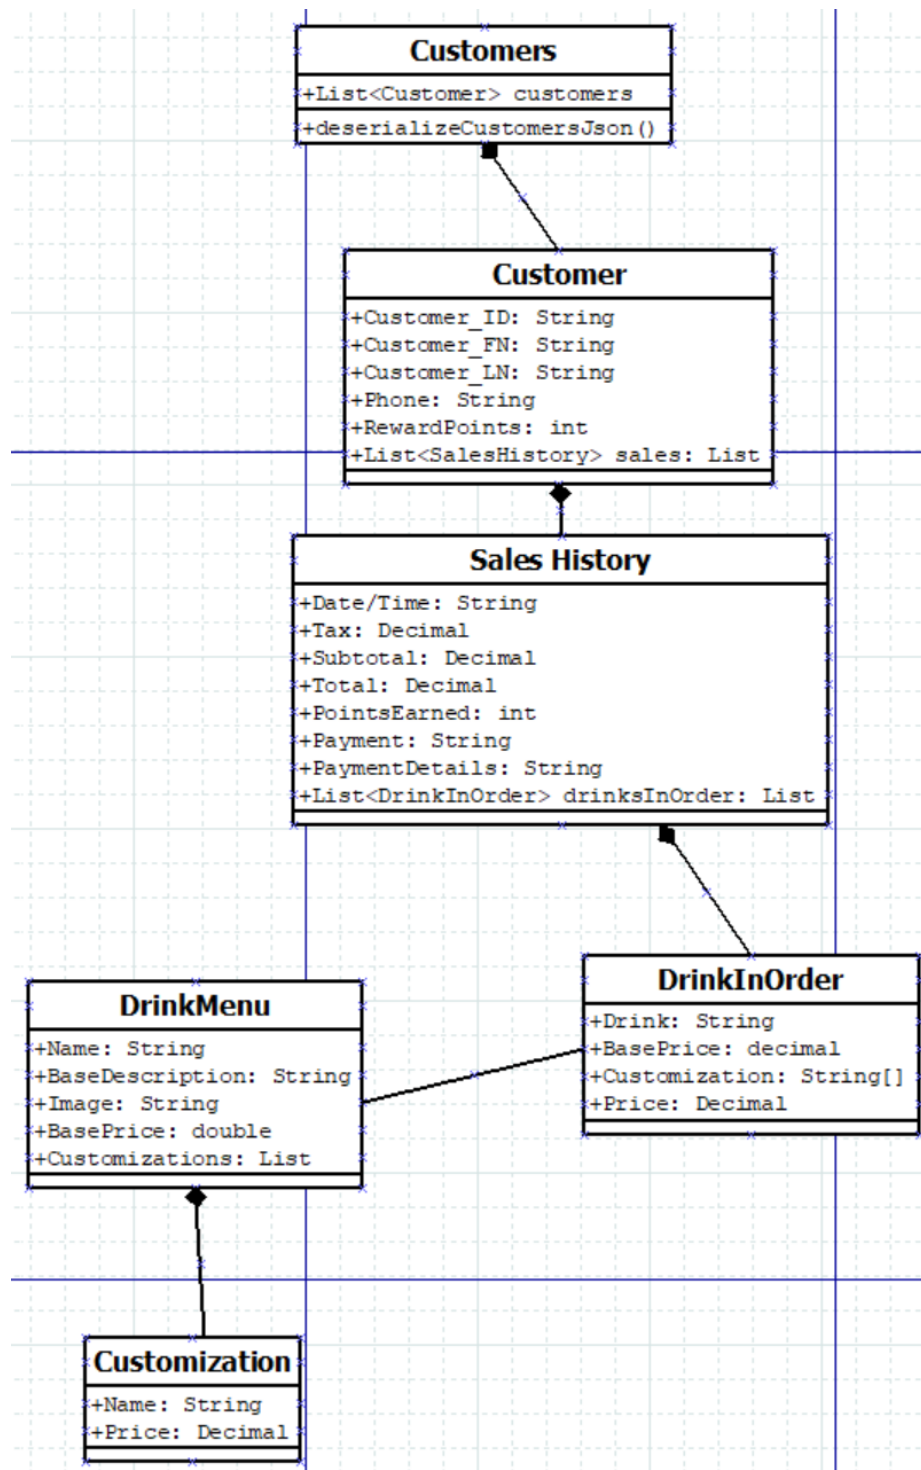 Customers
+List<Customer> customers
+deserializeCustomersJson()
Customer
+Customer_ID: String
+Customer_FN: String
+Customer_LN: String
+Phone: String
+RewardPoints: int
+List<SalesHistory> sales: List
Sales History
+Date/Time: String
+Tax: Decimal
+Subtotal: Decimal
+Total: Decimal
+PointsEarned: int
+Payment: String
+PaymentDetails: String
+List<DrinkInOrder> drinksInOrder: List
DrinkMenu
+Name: String
+BaseDescription: String
+Image: String
+BasePrice: double
+Customizations: List
DrinkInOrder
+Drink: String
+BasePrice: decimal
+Customization: String[]
+Price: Decimal
Customization
+Name: String
+Price: Decimal